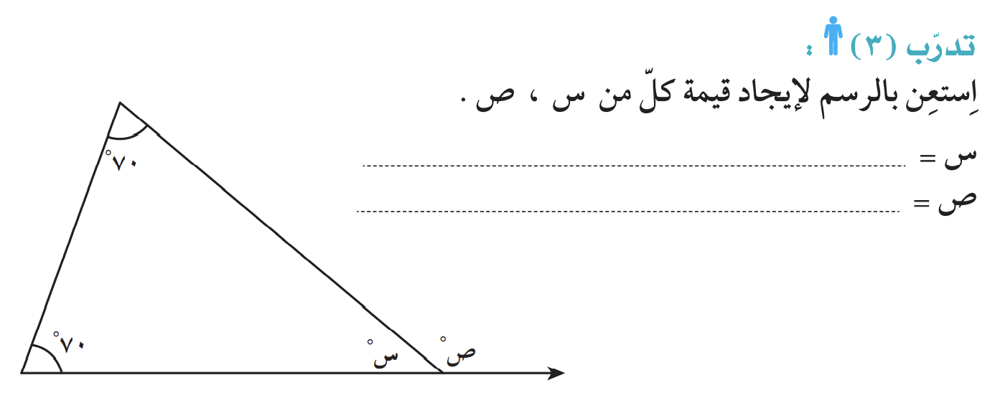 تدرّب (٣) :
اِستعِن بالرسم لإيجاد قيمة كلّ من س ، ص .
س =
ص =
٧٠°
٧٠°
س°
ص°